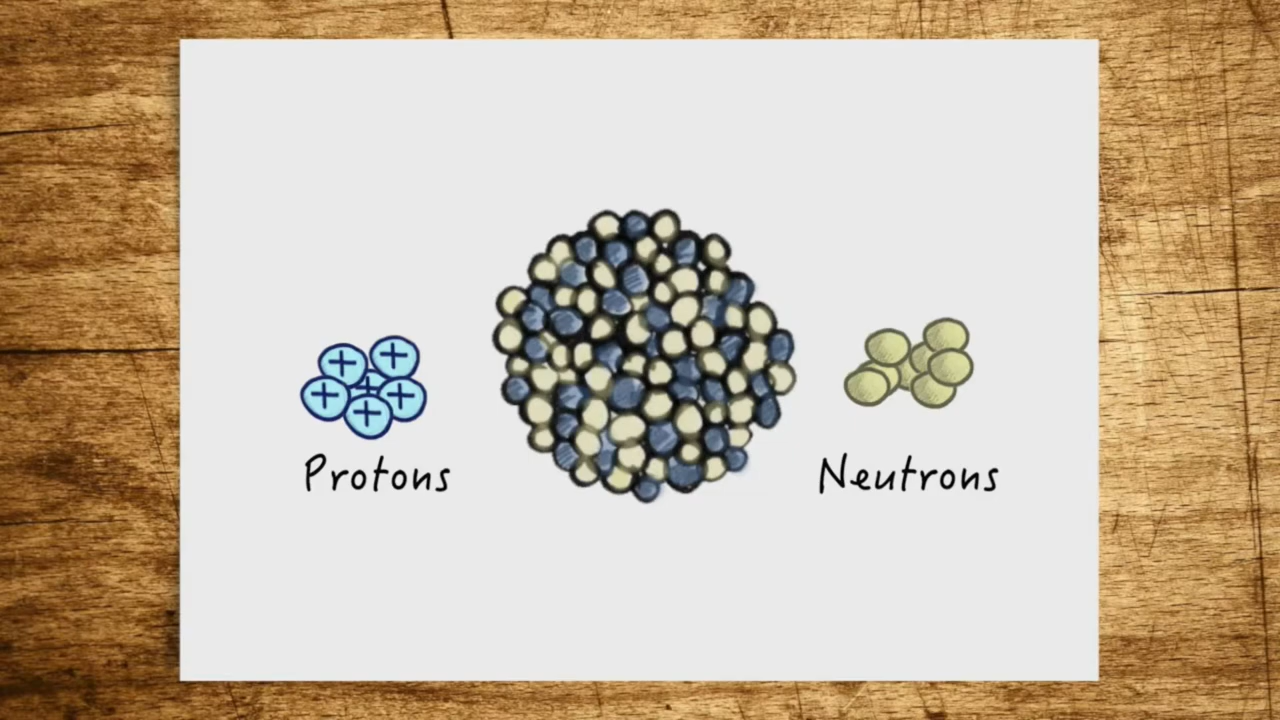 + +
+ + +
+
Protons
Neutrons